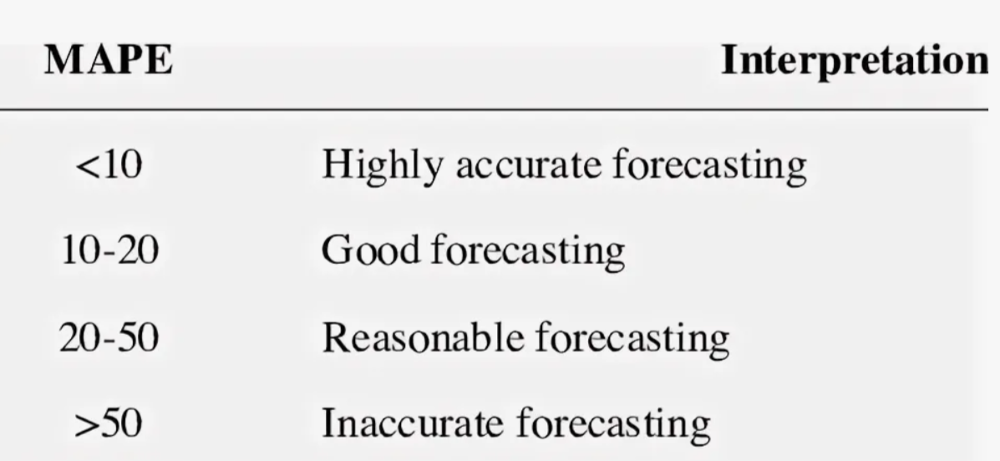 MAPE Interpretation
<10 Highly accurate forecasting
10-20 Good forecasting
20-50 Reasonable forecasting
>50 Inaccurate forecasting